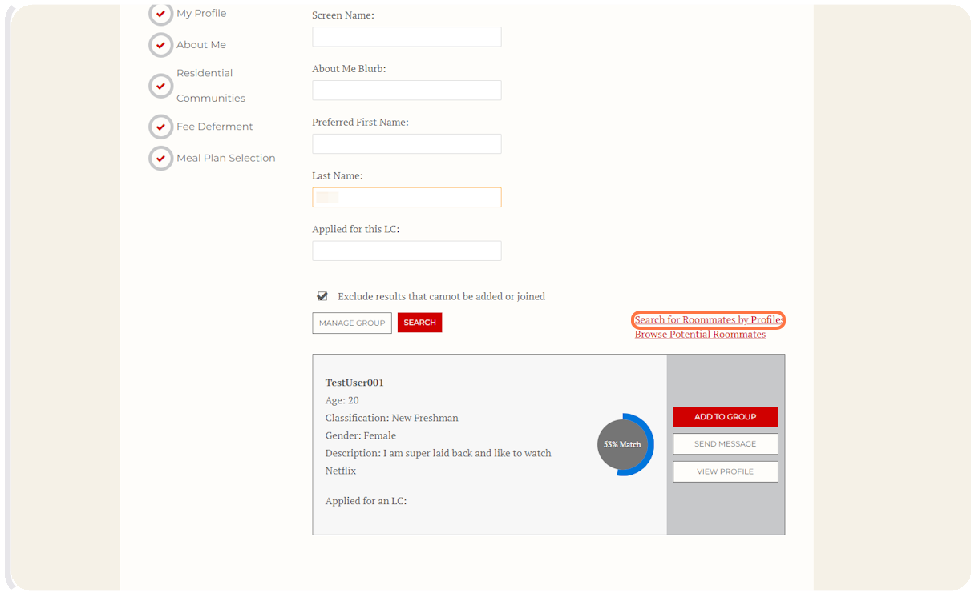 My Profile
About Me
Residential
Communities
Fee Deferment
Meal Plan Selection
Screen Name:
About Me Blurb:
Preferred First Name:
Last Name:
Applied for this LC:
Exclude results that cannot be added or joined
MANAGE GROUP
SEARCH
Search for Roommates by Profiles
Browse Potential Roommates
TestUser001
Age: 20
Classification: New Freshman
Gender: Female
Description: I am super laid back and like to watch
Netflix
Applied for an LC:
53% Match
ADD TO GROUP
SEND MESSAGE
VIEW PROFILE